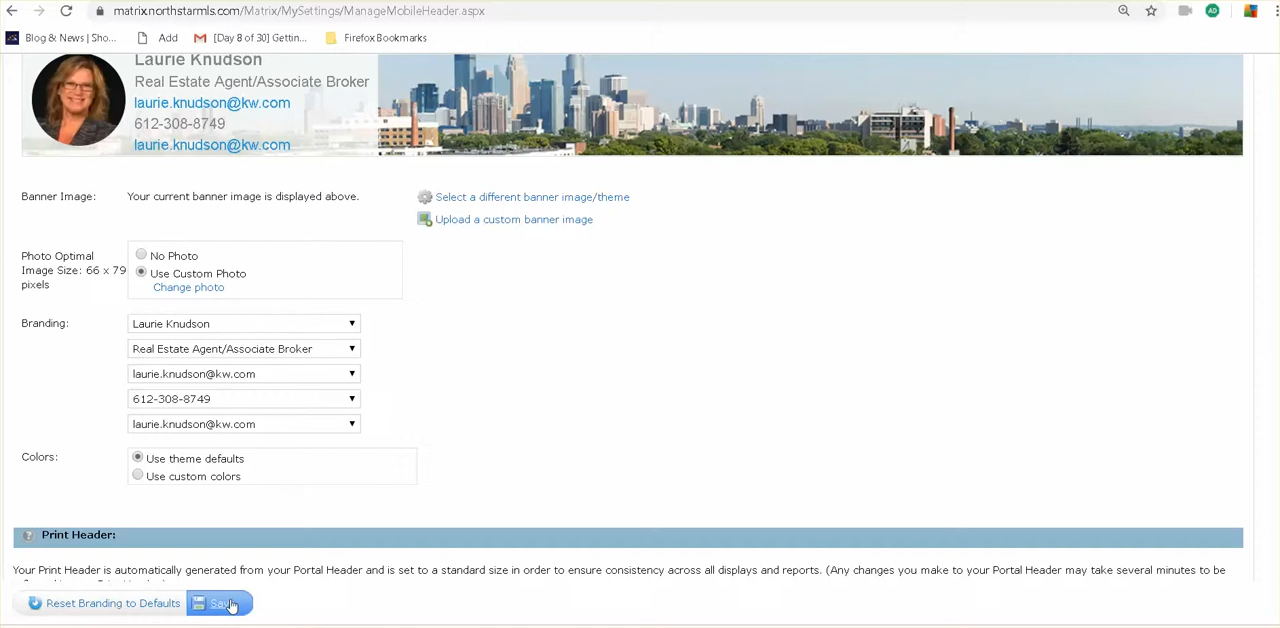 matrix.northstarmls.com/Matrix/MySettings/ManageMobileHeader.aspx
AD
Blog & News | Sho...
Add
[Day 8 of 30] Gettin...
Firefox Bookmarks
Laurie Knudson
Real Estate Agent/Associate Broker
laurie.knudson@kw.com
612-308-8749
laurie.knudson@kw.com
Banner Image:
Your current banner image is displayed above.
Select a different banner image/theme
Upload a custom banner image
Photo Optimal
Image Size: 66 x 79
pixels
No Photo
Use Custom Photo
Change photo
Branding:
Laurie Knudson
Real Estate Agent/Associate Broker
laurie.knudson@kw.com
612-308-8749
laurie.knudson@kw.com
Colors:
Use theme defaults
Use custom colors
Print Header:
Your Print Header is automatically generated from your Portal Header and is set to a standard size in order to ensure consistency across all displays and reports. (Any changes you make to your Portal Header may take several minutes to be
Reset Branding to Defaults